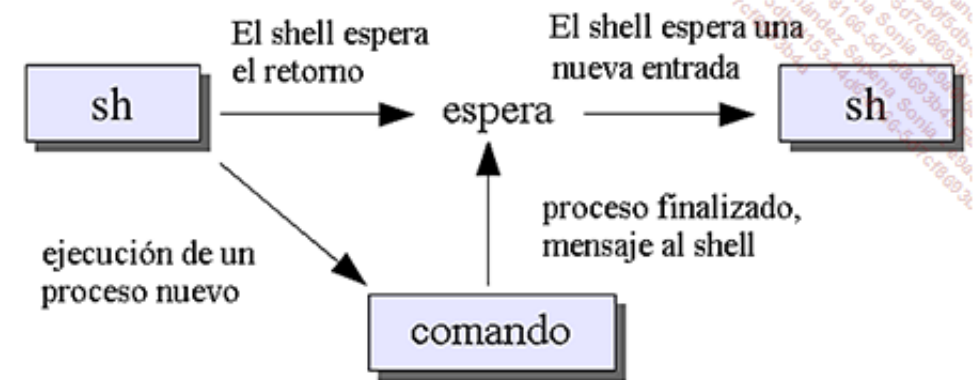 El shell espera
el retorno
El shell espera una
nueva entrada
sh
espera
sh
ejecución de un
proceso nuevo
proceso finalizado,
mensaje al shell
comando